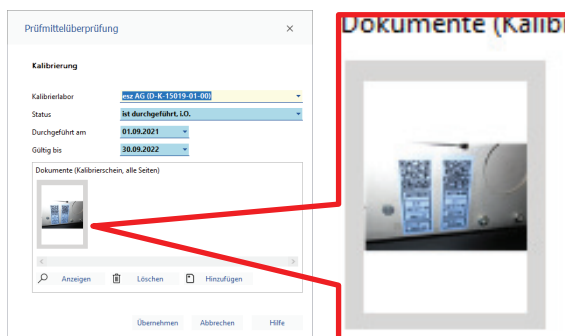 Prüfmittelüberprüfung
Kalibrierung
Kalibrierlabor esz AG (D-K-15019-01-00)
Status ist durchgeführt, i.O.
Durchgeführt am 01.09.2021
Gültig bis 30.09.2022
Dokumente (Kalibrierschein, alle Seiten)
Anzeigen Löschen Hinzufügen
Übernehmen Abbrechen Hilfe
Dokumente (Kalibr